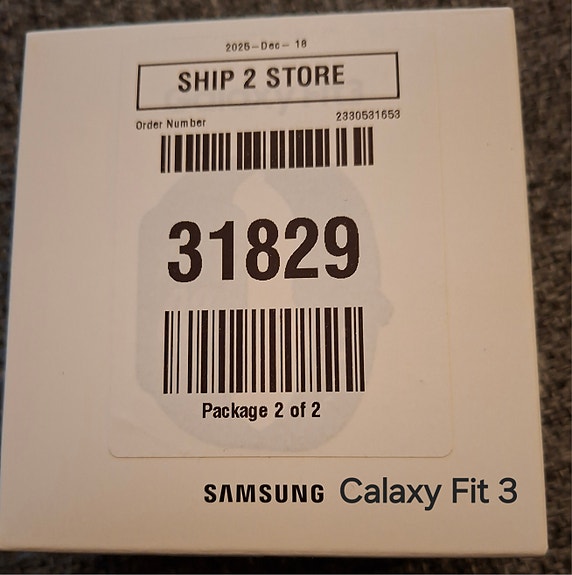 2025-Dec- 18
SHIP 2 STORE
Order Number 2330531653
31829
Package 2 of 2
SAMSUNG Calaxy Fit 3